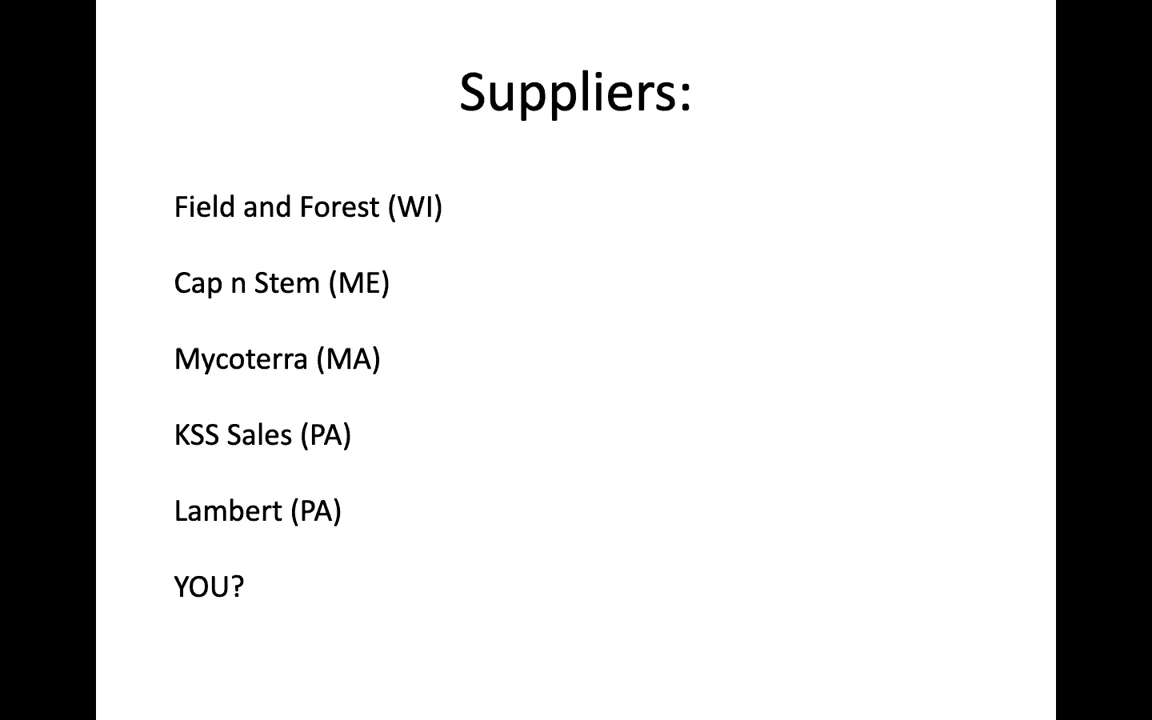 Suppliers:
Field and Forest (WI)
Cap n Stem (ME)
Mycoterra (MA)
KSS Sales (PA)
Lambert (PA)
YOU?